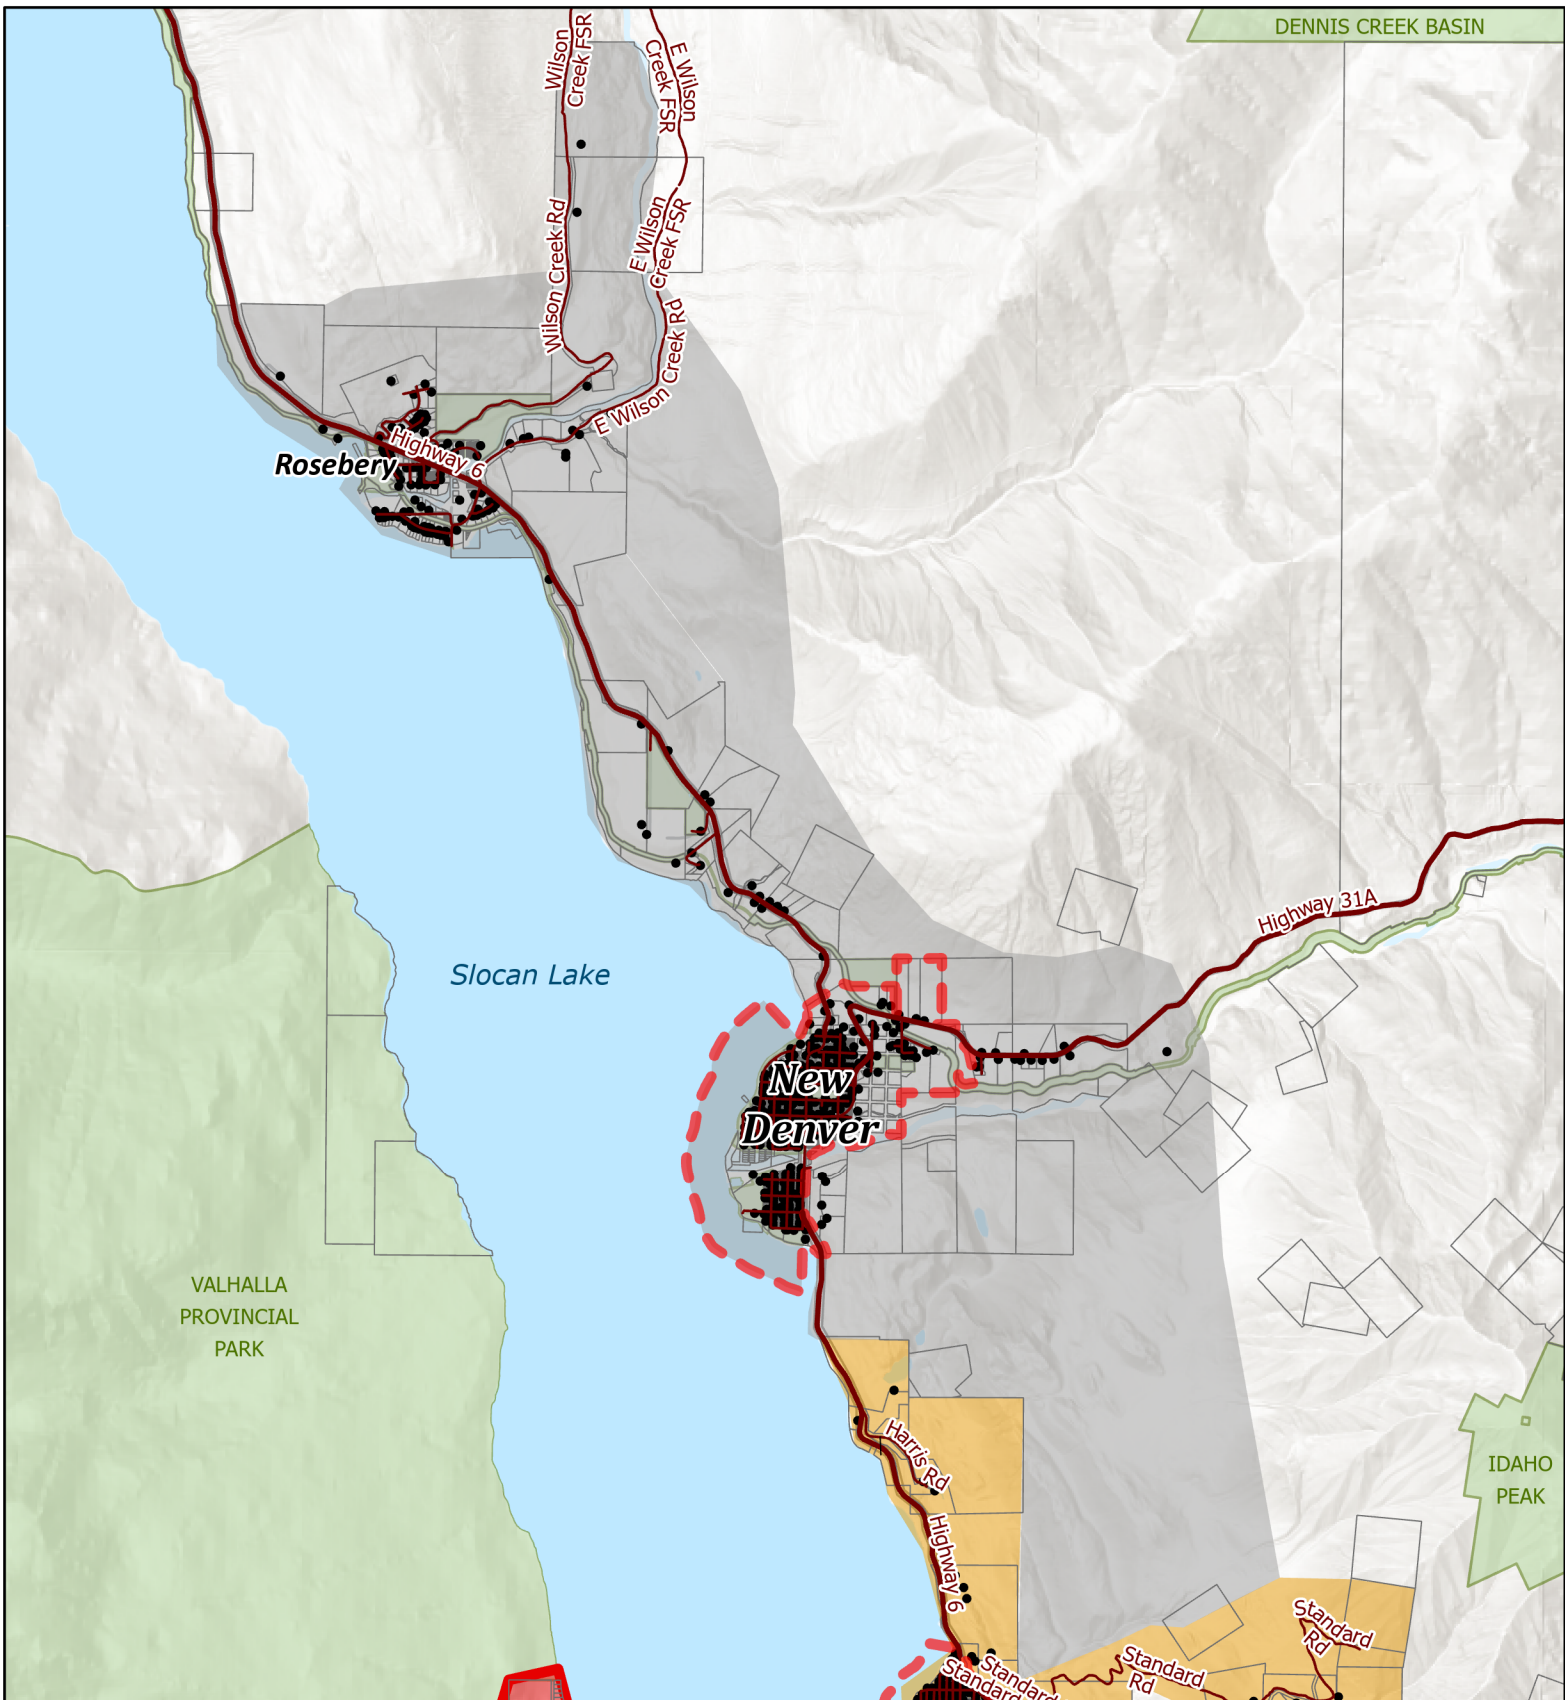 DENNIS CREEK BASIN
Wilson
Creek FSR
E Wilson
Creek FSR
Wilson Creek Rd
E Wilson
Creek FSR
E Wilson Creek Rd
Highway 6
Rosebery
Highway 31A
Slocan Lake
New
Denver
VALHALLA
PROVINCIAL
PARK
Harris Rd
IDAHO
PEAK
Highway 6
Standard
Rd
Standard
Rd
Standard
Standard